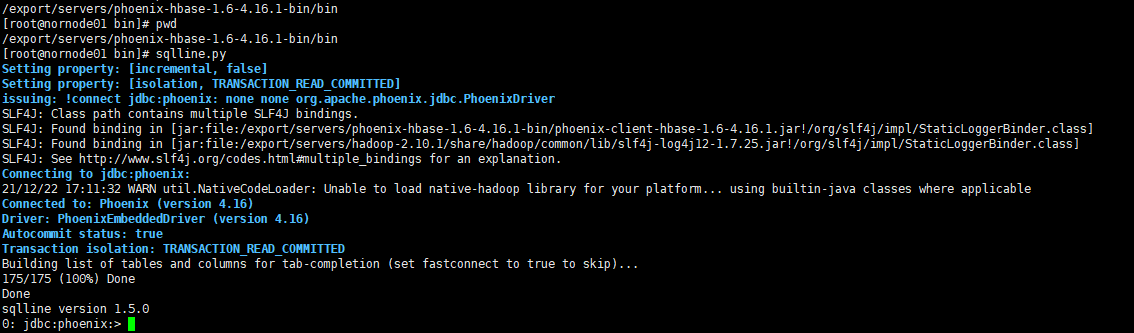 /export/servers/phoenix-hbase-1.6-4.16.1-bin/bin
[root@nornode01 bin]# pwd
/export/servers/phoenix-hbase-1.6-4.16.1-bin/bin
[root@nornode01 bin]# sqlline.py
Setting property: [incremental, false]
Setting property: [isolation, TRANSACTION_READ_COMMITTED]
issuing: !connect jdbc:phoenix: none none org.apache.phoenix.jdbc.PhoenixDriver
SLF4J: Class path contains multiple SLF4J bindings.
SLF4J: Found binding in [jar:file:/export/servers/phoenix-hbase-1.6-4.16.1-bin/phoenix-client-hbase-1.6-4.16.1.jar!/org/slf4j/impl/StaticLoggerBinder.class]
SLF4J: Found binding in [jar:file:/export/servers/hadoop-2.10.1/share/hadoop/common/lib/slf4j-log4j12-1.7.25.jar!/org/slf4j/impl/StaticLoggerBinder.class]
SLF4J: See http://www.slf4j.org/codes.html#multiple_bindings for an explanation.
Connecting to jdbc:phoenix:
21/12/22 17:11:32 WARN util.NativeCodeLoader: Unable to load native-hadoop library for your platform... using builtin-java classes where applicable
Connected to: Phoenix (version 4.16)
Driver: PhoenixEmbeddedDriver (version 4.16)
Autocommit status: true
Transaction isolation: TRANSACTION_READ_COMMITTED
Building list of tables and columns for tab-completion (set fastconnect to true to skip)...
175/175 (100%) Done
Done
sqlline version 1.5.0
0: jdbc:phoenix:>